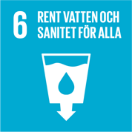 6 RENT VATTEN OCH
SANITET FÖR ALLA